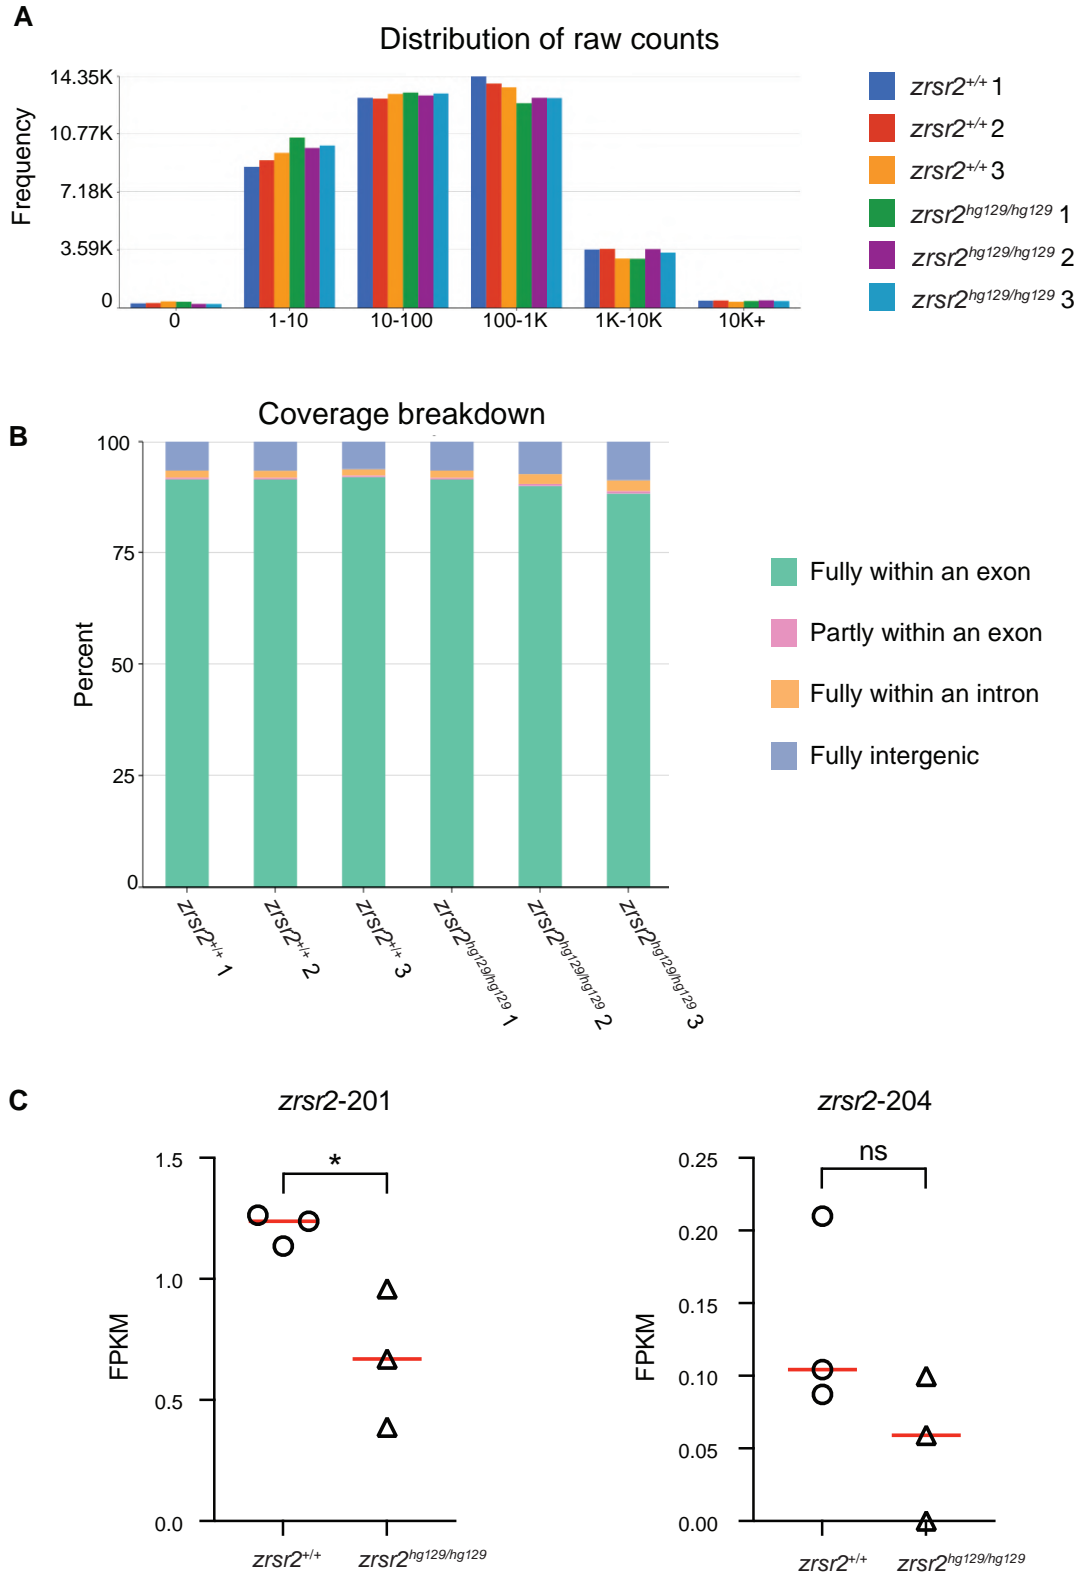 A
Distribution of raw counts
Frequency
14.35K
10.77K
7.18K
3.59K
0
0 1-10 10-100 100-1K 1K-10K 10K+
zrsr2+/+ 1
zrsr2+/+ 2
zrsr2+/+ 3
zrsr2hg129/hg129 1
zrsr2hg129/hg129 2
zrsr2hg129/hg129 3
B
Coverage breakdown
Percent
100
75
50
25
0
zrsr2+/+ 1
zrsr2+/+ 2
zrsr2+/+ 3
zrsr2hg129/hg129 1
zrsr2hg129/hg129 2
zrsr2hg129/hg129 3
Fully within an exon
Partly within an exon
Fully within an intron
Fully intergenic
C
zrsr2-201
FPKM
1.5
1.0
0.5
0.0
*
zrsr2+/+ zrsr2hg129/hg129
zrsr2-204
FPKM
0.25
0.20
0.15
0.10
0.05
0.00
ns
zrsr2+/+ zrsr2hg129/hg129